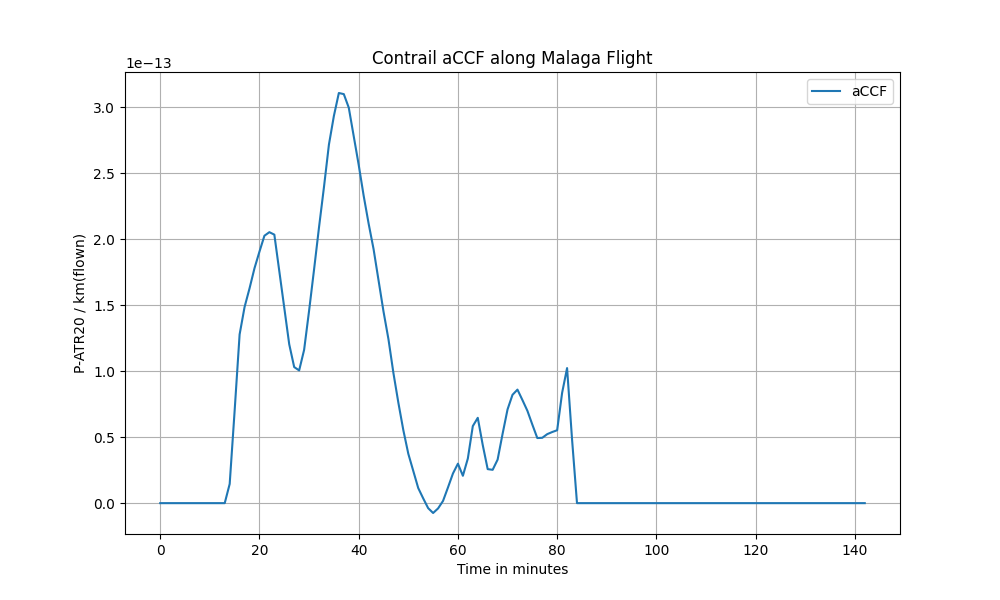 Contrail aCCF along Malaga Flight
1e−13
aCCF
3.0
2.5
2.0
1.5
1.0
0.5
0.0
P-ATR20 / km(flown)
0 20 40 60 80 100 120 140
Time in minutes